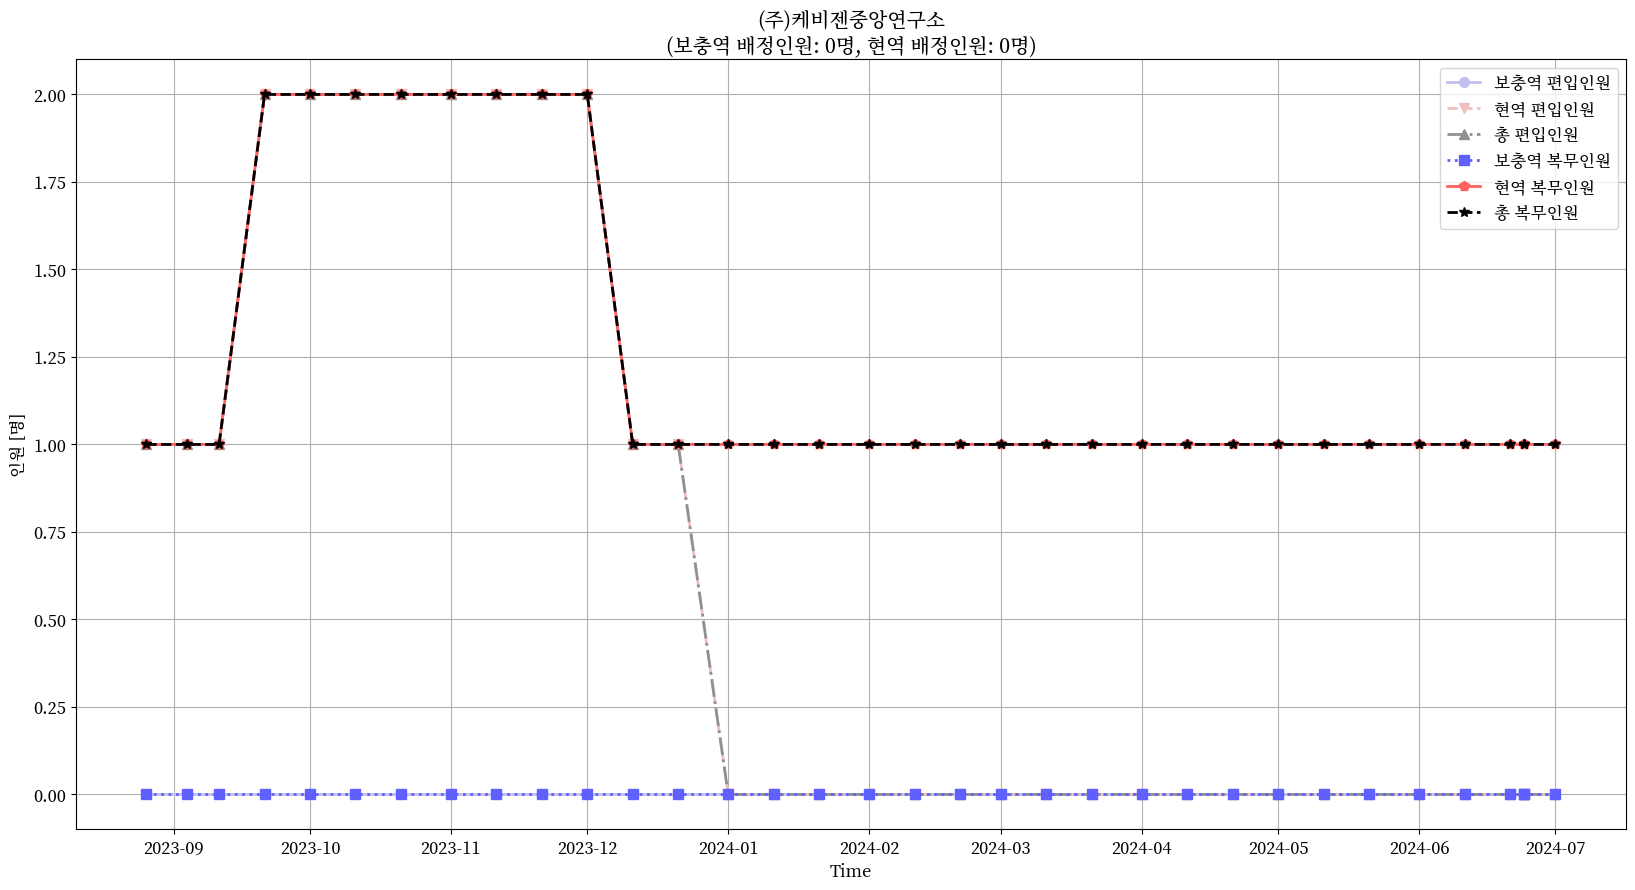 (주)케비젠중앙연구소
(보충역 배정인원: 0명, 현역 배정인원: 0명)
보충역 편입인원
현역 편입인원
총 편입인원
보충역 복무인원
현역 복무인원
총 복무인원
인원 [명]
2.00
1.75
1.50
1.25
1.00
0.75
0.50
0.25
0.00
2023-09 2023-10 2023-11 2023-12 2024-01 2024-02 2024-03 2024-04 2024-05 2024-06 2024-07
Time